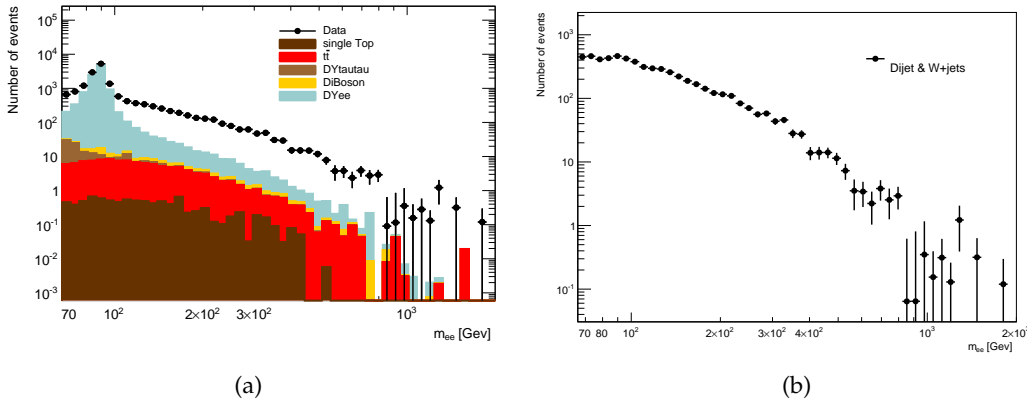 Number of events
10⁵
10⁴
10³
10²
10
1
10⁻¹
10⁻²
10⁻³
Data
single Top
tt̄
DYtautau
DiBoson
DYee
70 10² 2×10² 3×10² 10³
mₑₑ [Gev]
(a)
Number of events
10³
10²
10
1
10⁻¹
Dijet & W+jets
70 80 10² 2×10² 3×10² 4×10² 10³ 2×10³
mₑₑ [GeV]
(b)